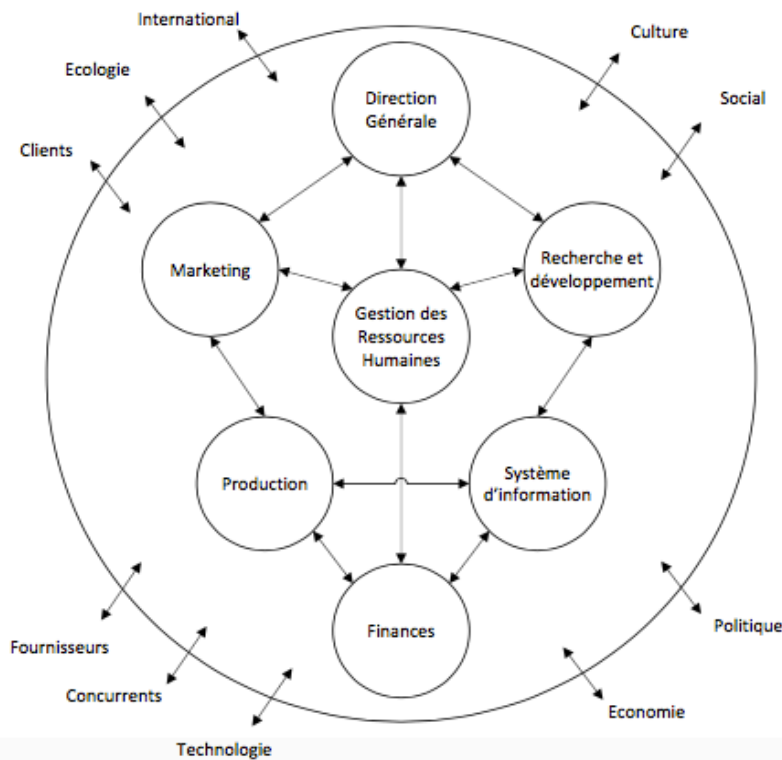 International
Culture
Ecologie
Direction
Générale
Social
Clients
Marketing
Recherche et
développement
Gestion des
Ressources
Humaines
Production
Système
d'information
Finances
Politique
Fournisseurs
Concurrents
Economie
Technologie